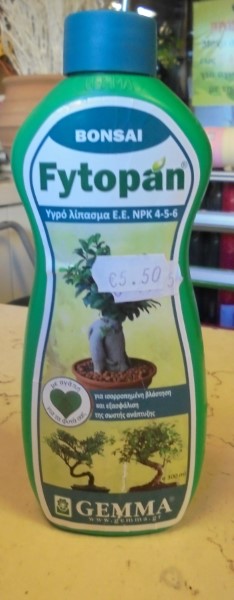 BONSAI
Fytopan®
Υγρό λίπασμα Ε.Ε. NPK 4-5-6
€5.50
για ισορροπημένη βλάστηση
και εξασφάλιση
της σωστής ανάπτυξης
GEMMA®
www.gemma.gr